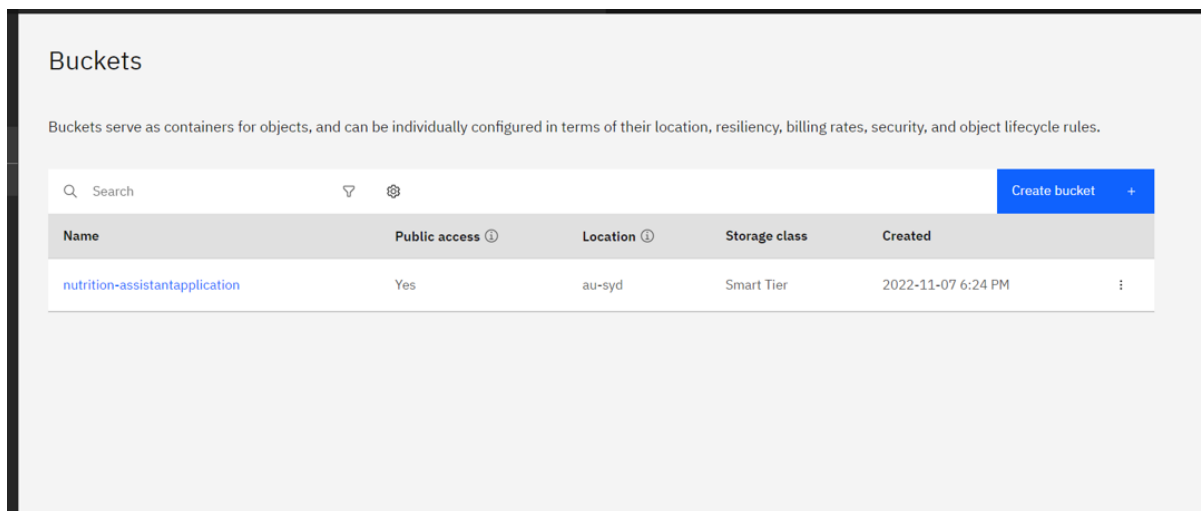 Buckets
Buckets serve as containers for objects, and can be individually configured in terms of their location, resiliency, billing rates, security, and object lifecycle rules.
Search
Create bucket +
Name Public access Location Storage class Created
nutrition-assistantapplication Yes au-syd Smart Tier 2022-11-07 6:24 PM